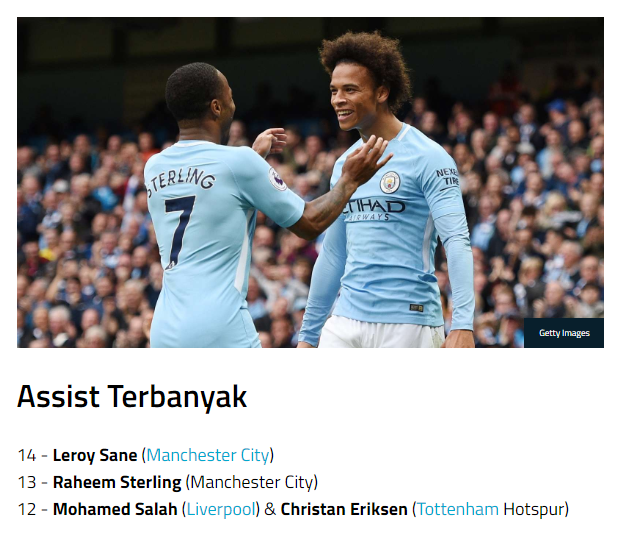 STERLING
7
NEXEN
TIRE
ETIHAD
AIRWAYS
Getty Images
Assist Terbanyak
14 - Leroy Sane (Manchester City)
13 - Raheem Sterling (Manchester City)
12 - Mohamed Salah (Liverpool) & Christan Eriksen (Tottenham Hotspur)